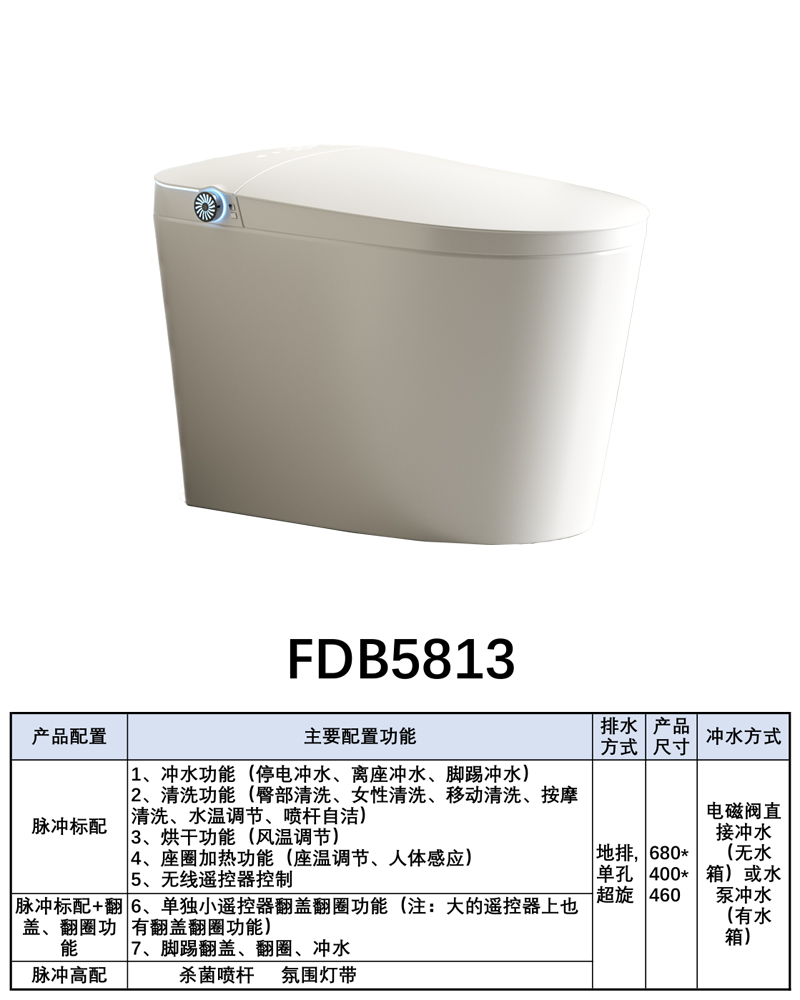 FDB5813
产品配置
主要配置功能
排水
方式
产品
尺寸
冲水方式
脉冲标配
1、冲水功能（停电冲水、离座冲水、脚踢冲水）
2、清洗功能（臀部清洗、女性清洗、移动清洗、按摩
清洗、水温调节、喷杆自洁）
3、烘干功能（风温调节）
4、座圈加热功能（座温调节、人体感应）
5、无线遥控器控制
地排,
单孔
超旋
680*
400*
460
电磁阀直
接冲水
（无水
箱）或水
泵冲水
（有水
箱）
脉冲标配+翻
盖、翻圈功
能
6、单独小遥控器翻盖翻圈功能（注：大的遥控器上也
有翻盖翻圈功能）
7、脚踢翻盖、翻圈、冲水
脉冲高配
杀菌喷杆 氛围灯带